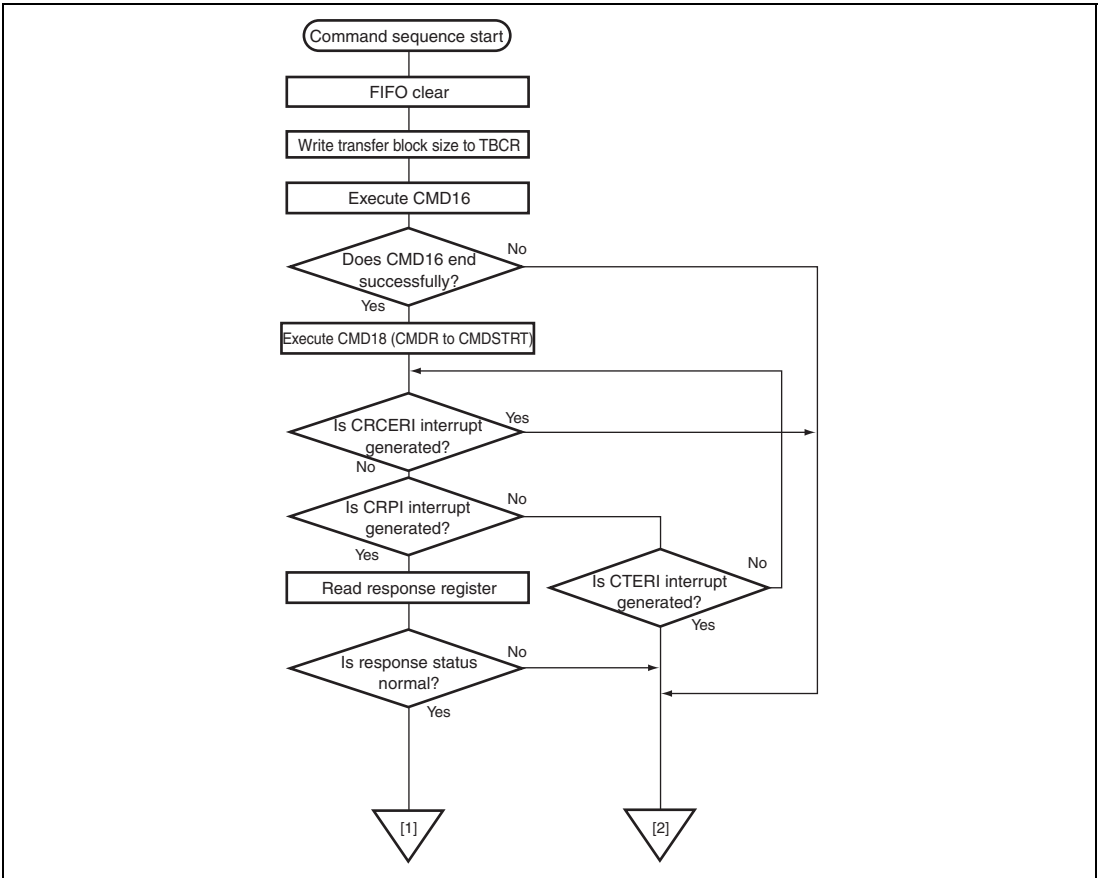 Command sequence start
FIFO clear
Write transfer block size to TBCR
Execute CMD16
Does CMD16 end
successfully?
No
Yes
Execute CMD18 (CMDR to CMDSTRT)
Is CRCERI interrupt
generated?
Yes
No
Is CRPI interrupt
generated?
No
Yes
Is CTERI interrupt
generated?
No
Yes
Read response register
Is response status
normal?
No
Yes
[1]
[2]